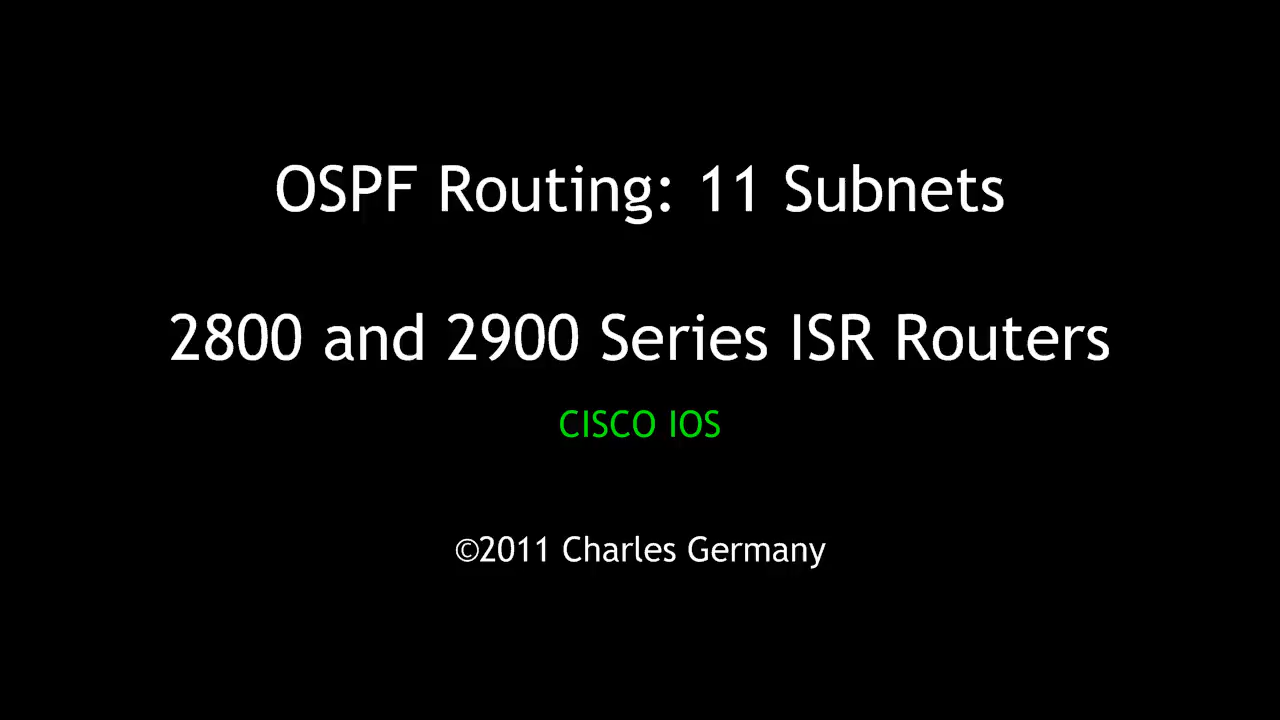 OSPF Routing: 11 Subnets
2800 and 2900 Series ISR Routers
CISCO IOS
©2011 Charles Germany